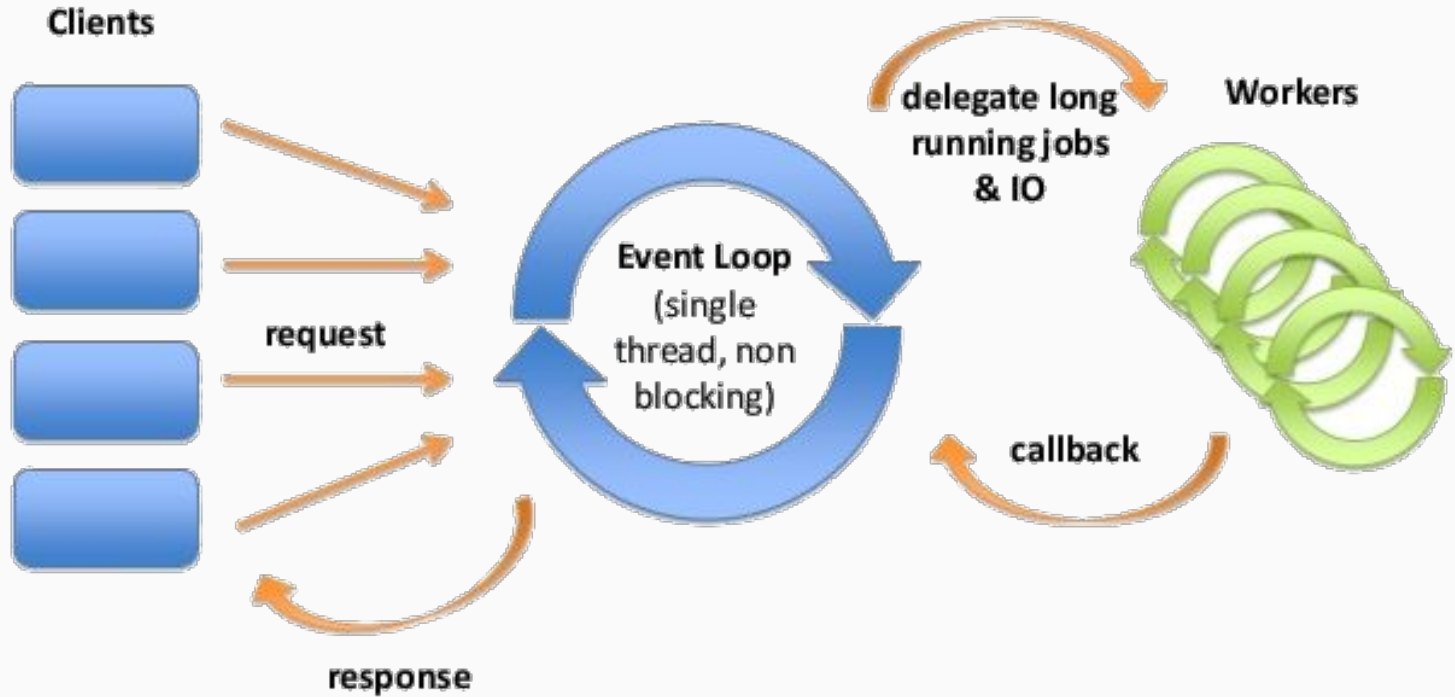 Clients
delegate long
running jobs
& IO
Workers
Event Loop
(single
thread, non
blocking)
request
callback
response